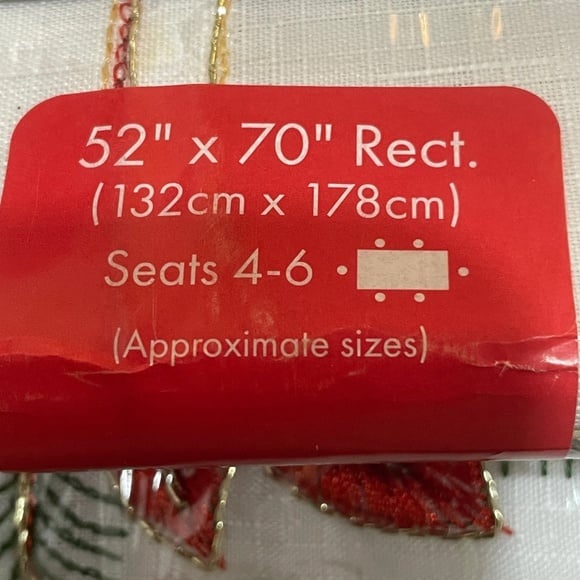 52" x 70" Rect.
(132cm x 178cm)
Seats 4-6
(Approximate sizes)